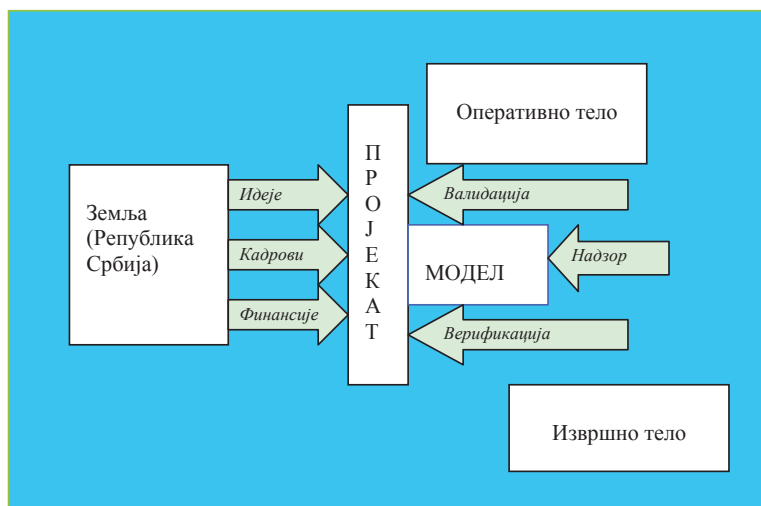 Земља
(Република
Србија)
Идеје
Кадрови
Финансије
П
Р
О
Ј
Е
К
А
Т
Оперативно тело
Валидација
МОДЕЛ
Надзор
Верификација
Извршно тело